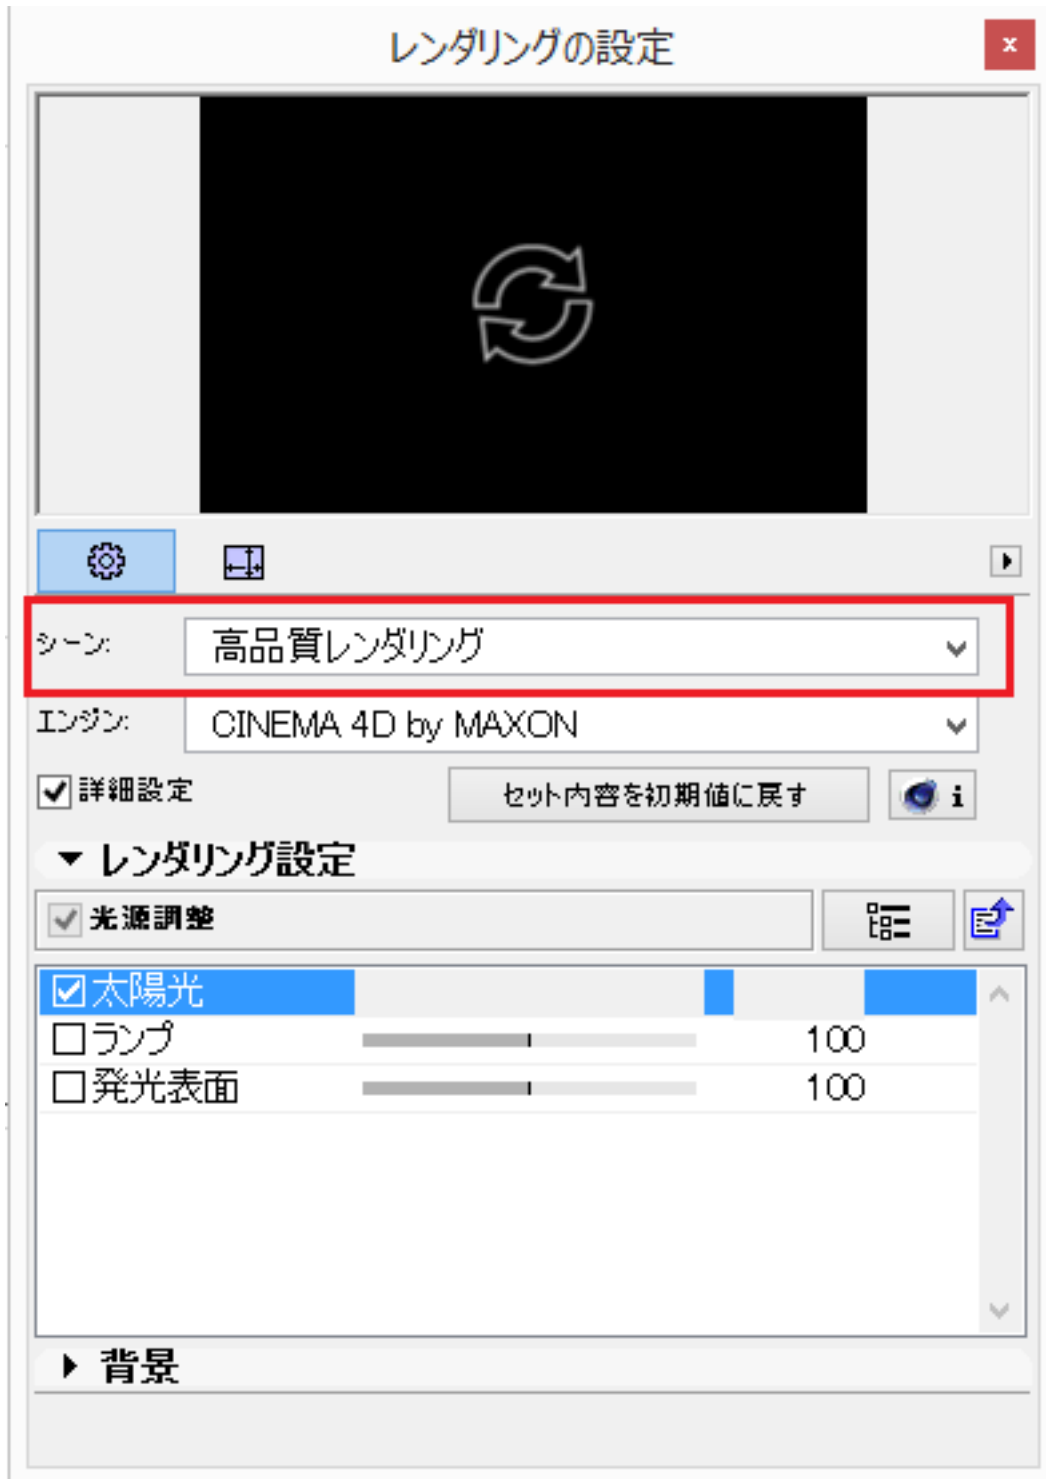 レンダリングの設定
シーン: 高品質レンダリング
エンジン: CINEMA 4D by MAXON
詳細設定 セット内容を初期値に戻す i
レンダリング設定
光源調整
太陽光
ランプ 100
発光表面 100
背景